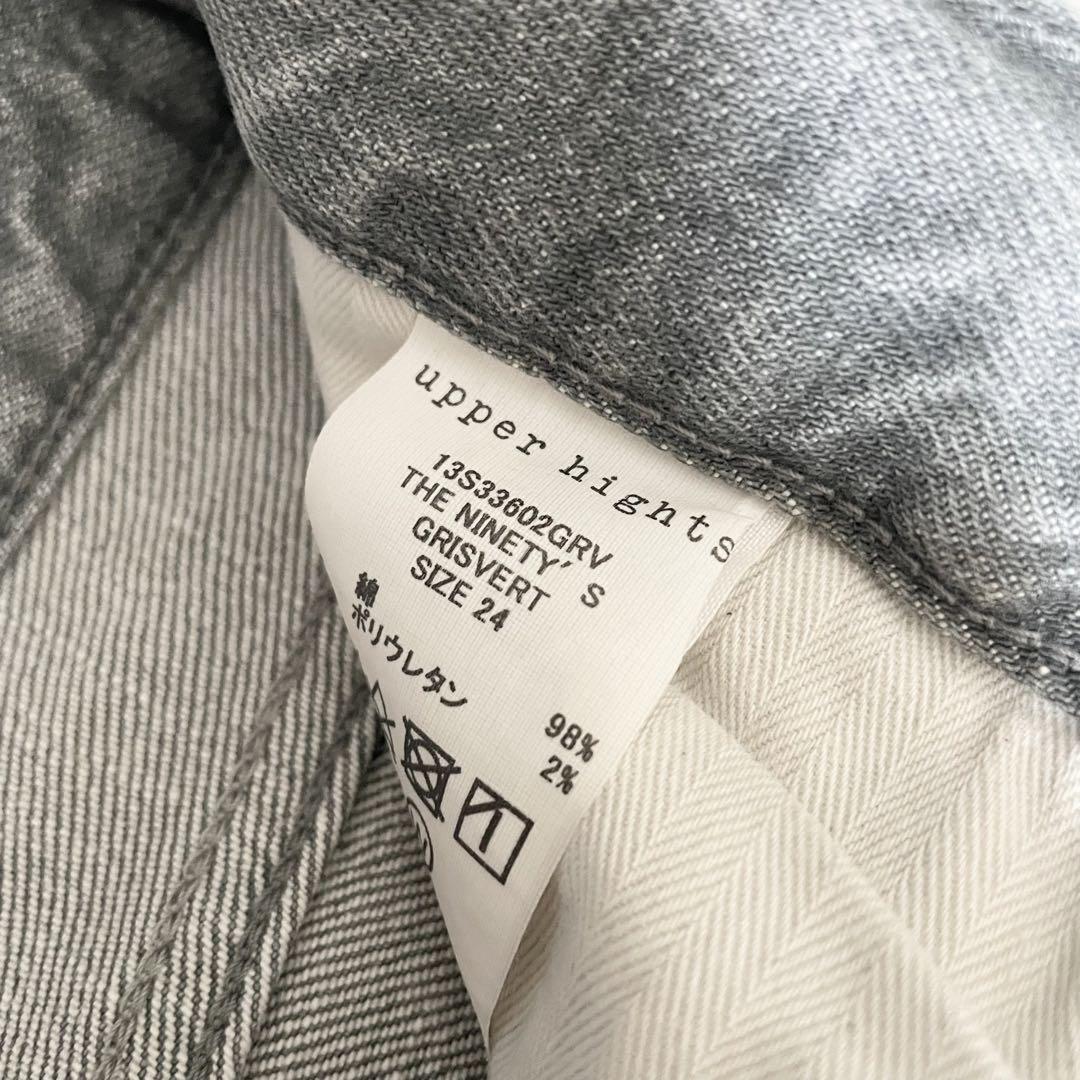 upper hights
13S33602GRV
THE NINETY' S
GRISVERT
SIZE 24
綿 98%
ポリウレタン 2%